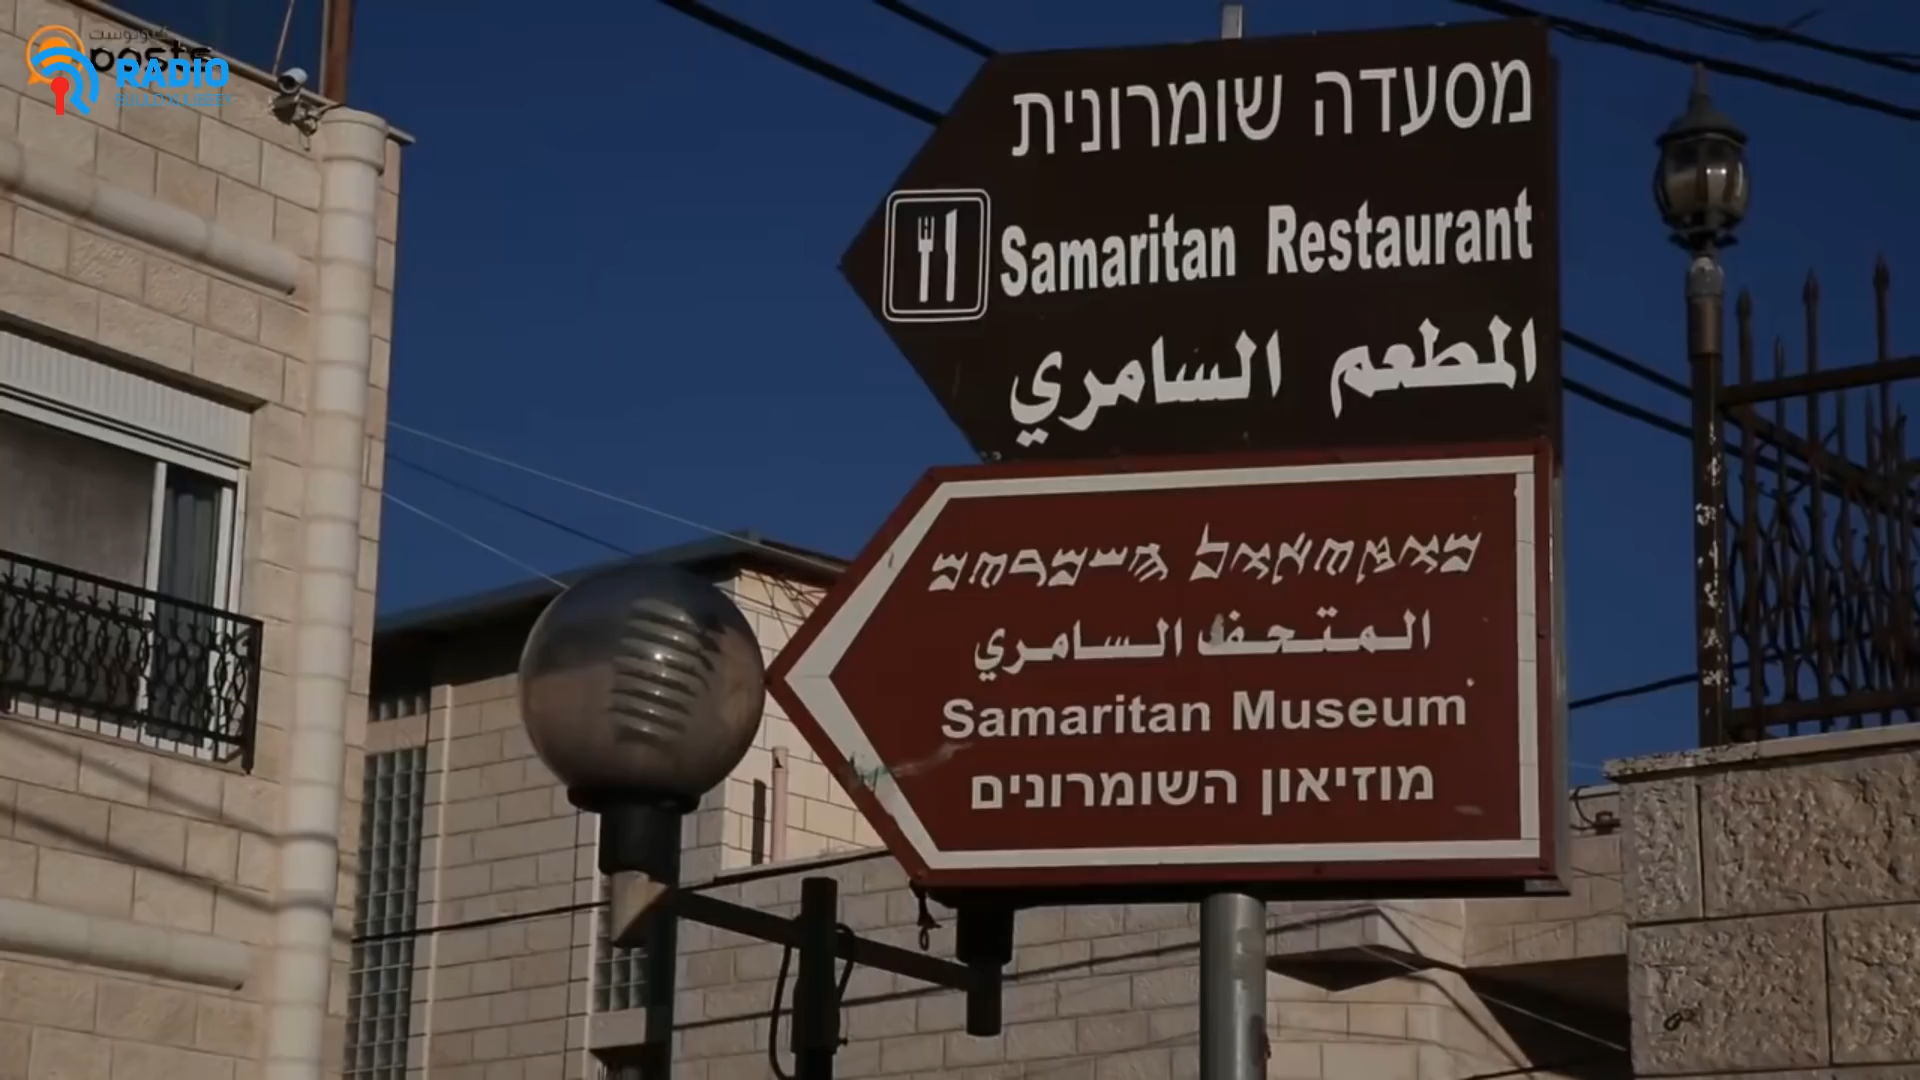 RADIO
מסעדה שומרונית
Samaritan Restaurant
المطعم السامري
المتحف السامري
Samaritan Museum
מוזיאון השומרונים